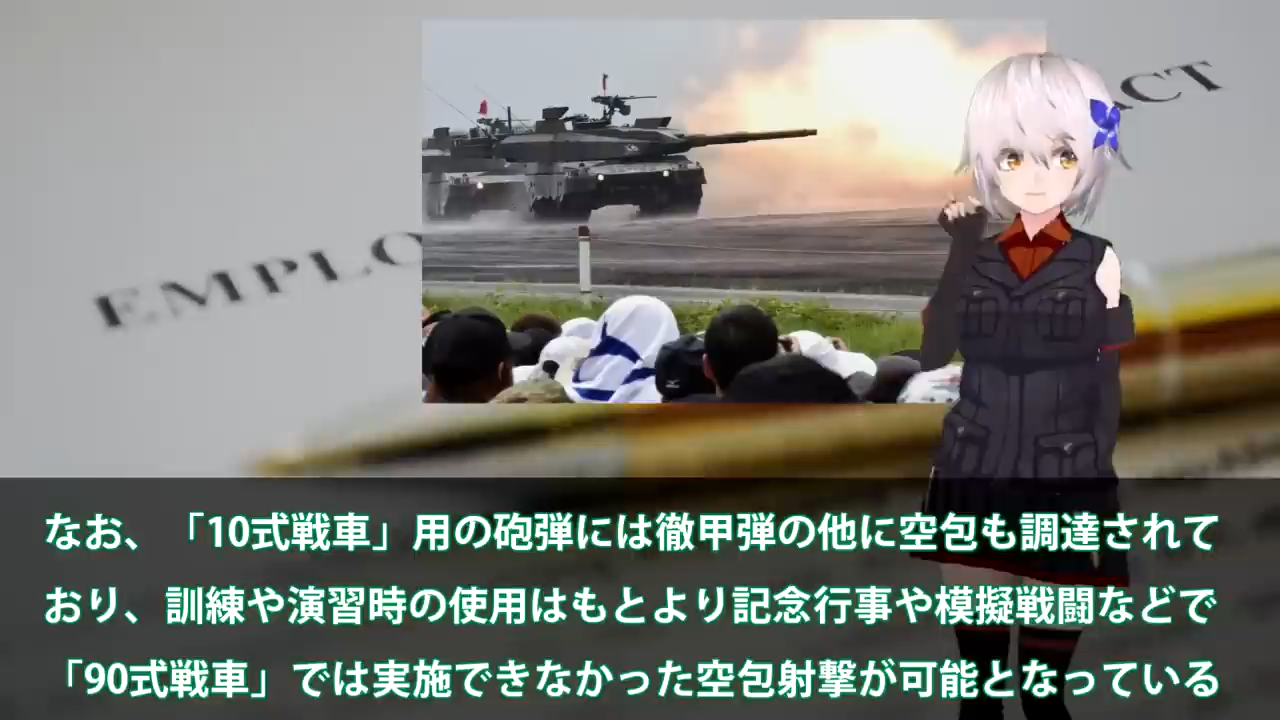 EMPLO
ACT
なお、「10式戦車」用の砲弾には徹甲弾の他に空包も調達されて
おり、訓練や演習時の使用はもとより記念行事や模擬戦闘などで
「90式戦車」では実施できなかった空包射撃が可能となっている